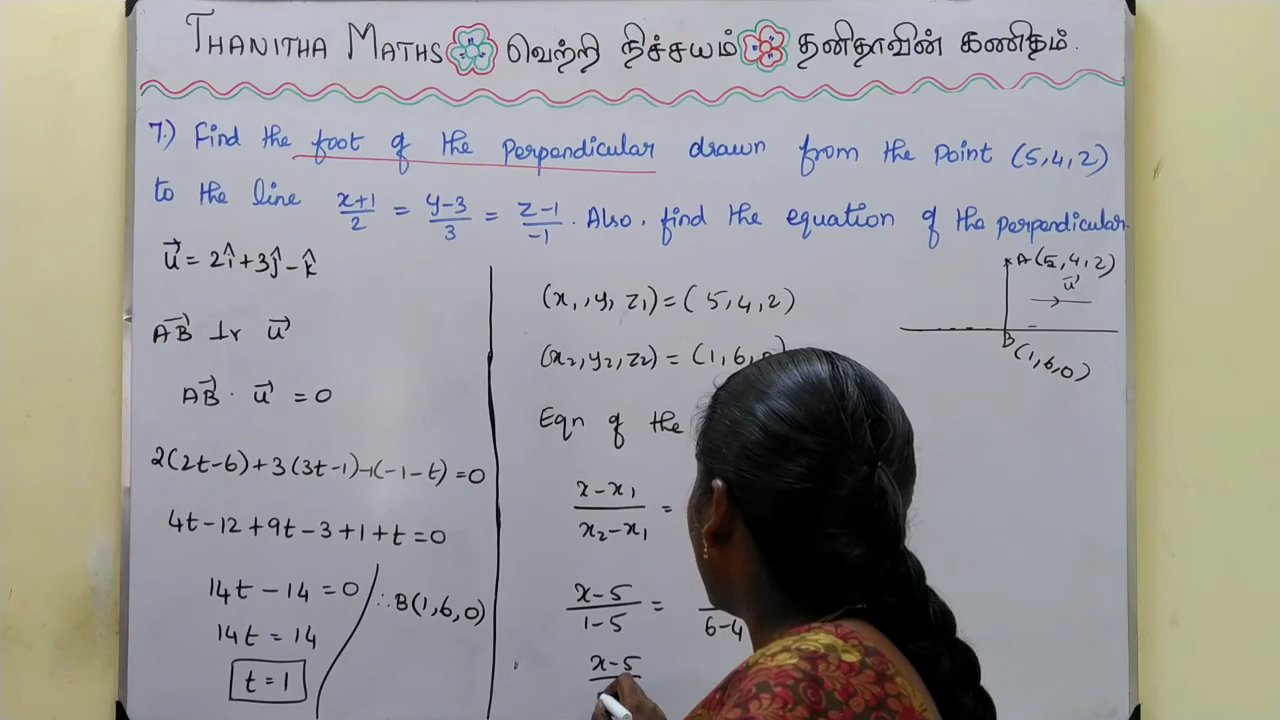 THANITHA MATHS வெற்றி நிச்சயம் தனிதாவின் கணிதம்.
7.) Find the foot of the perpendicular drawn from the point (5,4,2)
to the line x+1/2 = y-3/3 = z-1/-1. Also, find the equation of the perpendicular.
u⃗ = 2î+3ĵ-k̂
AB⃗ ⊥r u⃗
AB⃗ · u⃗ = 0
2(2t-6)+3(3t-1)-1(-1-t)=0
4t-12+9t-3+1+t=0
14t-14=0
14t=14
t=1
∴B(1,6,0)
(x₁,y₁,z₁)=(5,4,2)
(x₂,y₂,z₂)=(1,6,0)
Eqn of the
x-x₁/x₂-x₁ =
x-5/1-5 = 6-4
x-5
A(5,4,2)
u⃗
B
(1,6,0)